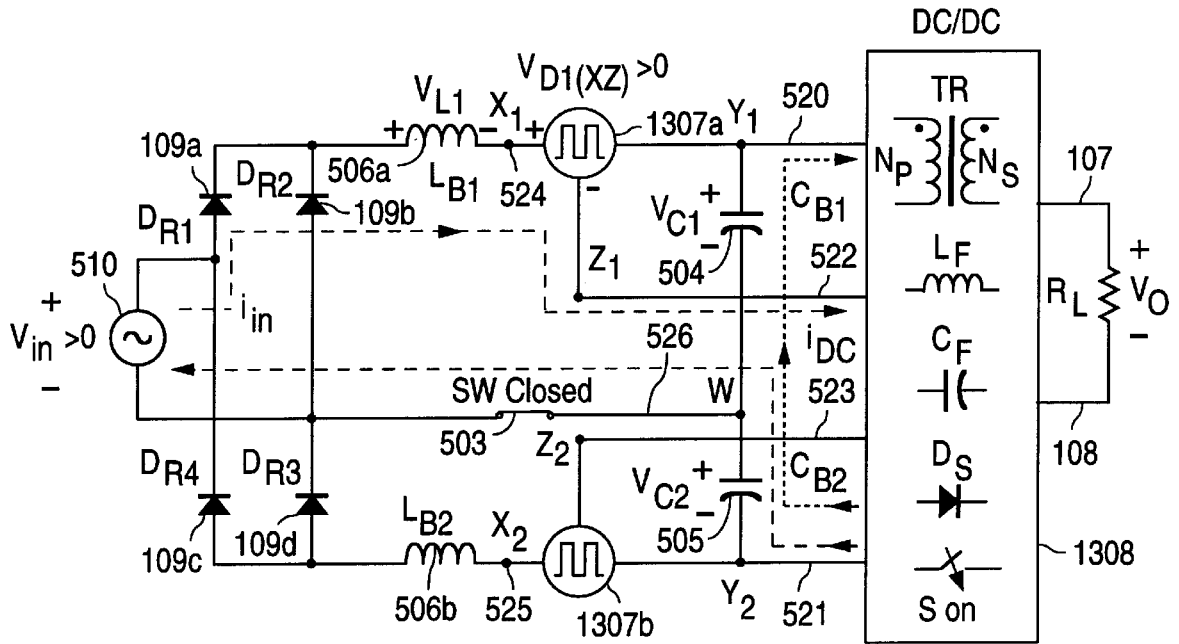 DC/DC
V_D1(XZ) >0
V_L1
X_1
1307a
Y_1
520
TR
N_P
N_S
107
109a
D_R2
+
-
+
506a
L_B1
524
-
C_B1
D_R1
109b
V_C1
+
-
504
Z_1
522
L_F
R_L
+
V_O
-
510
+
V_in >0
-
i_in
i_DC
526
C_F
SW Closed
W
523
503
Z_2
108
D_R4
D_R3
L_B2
X_2
V_C2
+
-
C_B2
D_S
505
109c
109d
1308
506b
525
1307b
Y_2
521
S on